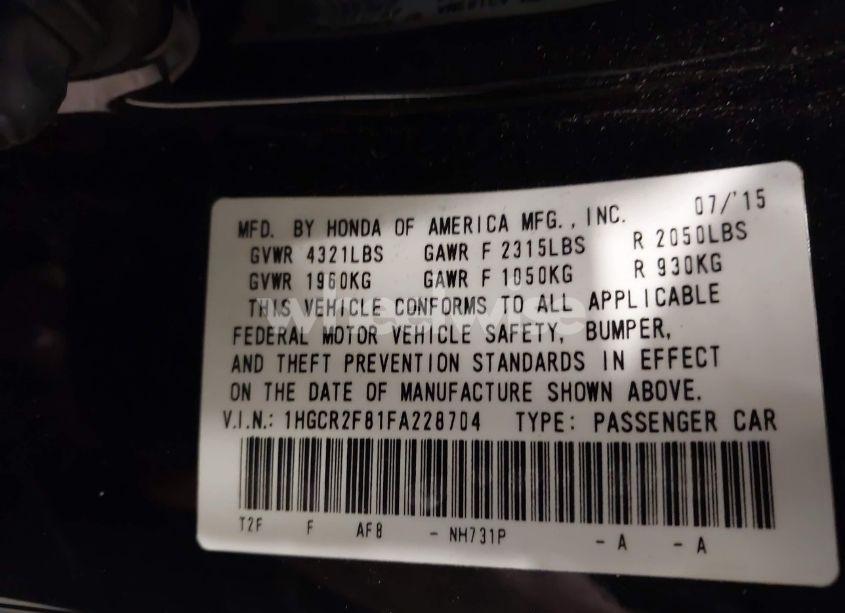 MFD. BY HONDA OF AMERICA MFG., INC. 07/'15
GVWR 4321LBS GAWR F 2315LBS R 2050LBS
GVWR 1960KG GAWR F 1050KG R 930KG
THIS VEHICLE CONFORMS TO ALL APPLICABLE
FEDERAL MOTOR VEHICLE SAFETY, BUMPER,
AND THEFT PREVENTION STANDARDS IN EFFECT
ON THE DATE OF MANUFACTURE SHOWN ABOVE.
V.I.N.: 1HGCR2F81FA228704 TYPE: PASSENGER CAR
T2F F AF8 - NH731P - A - A